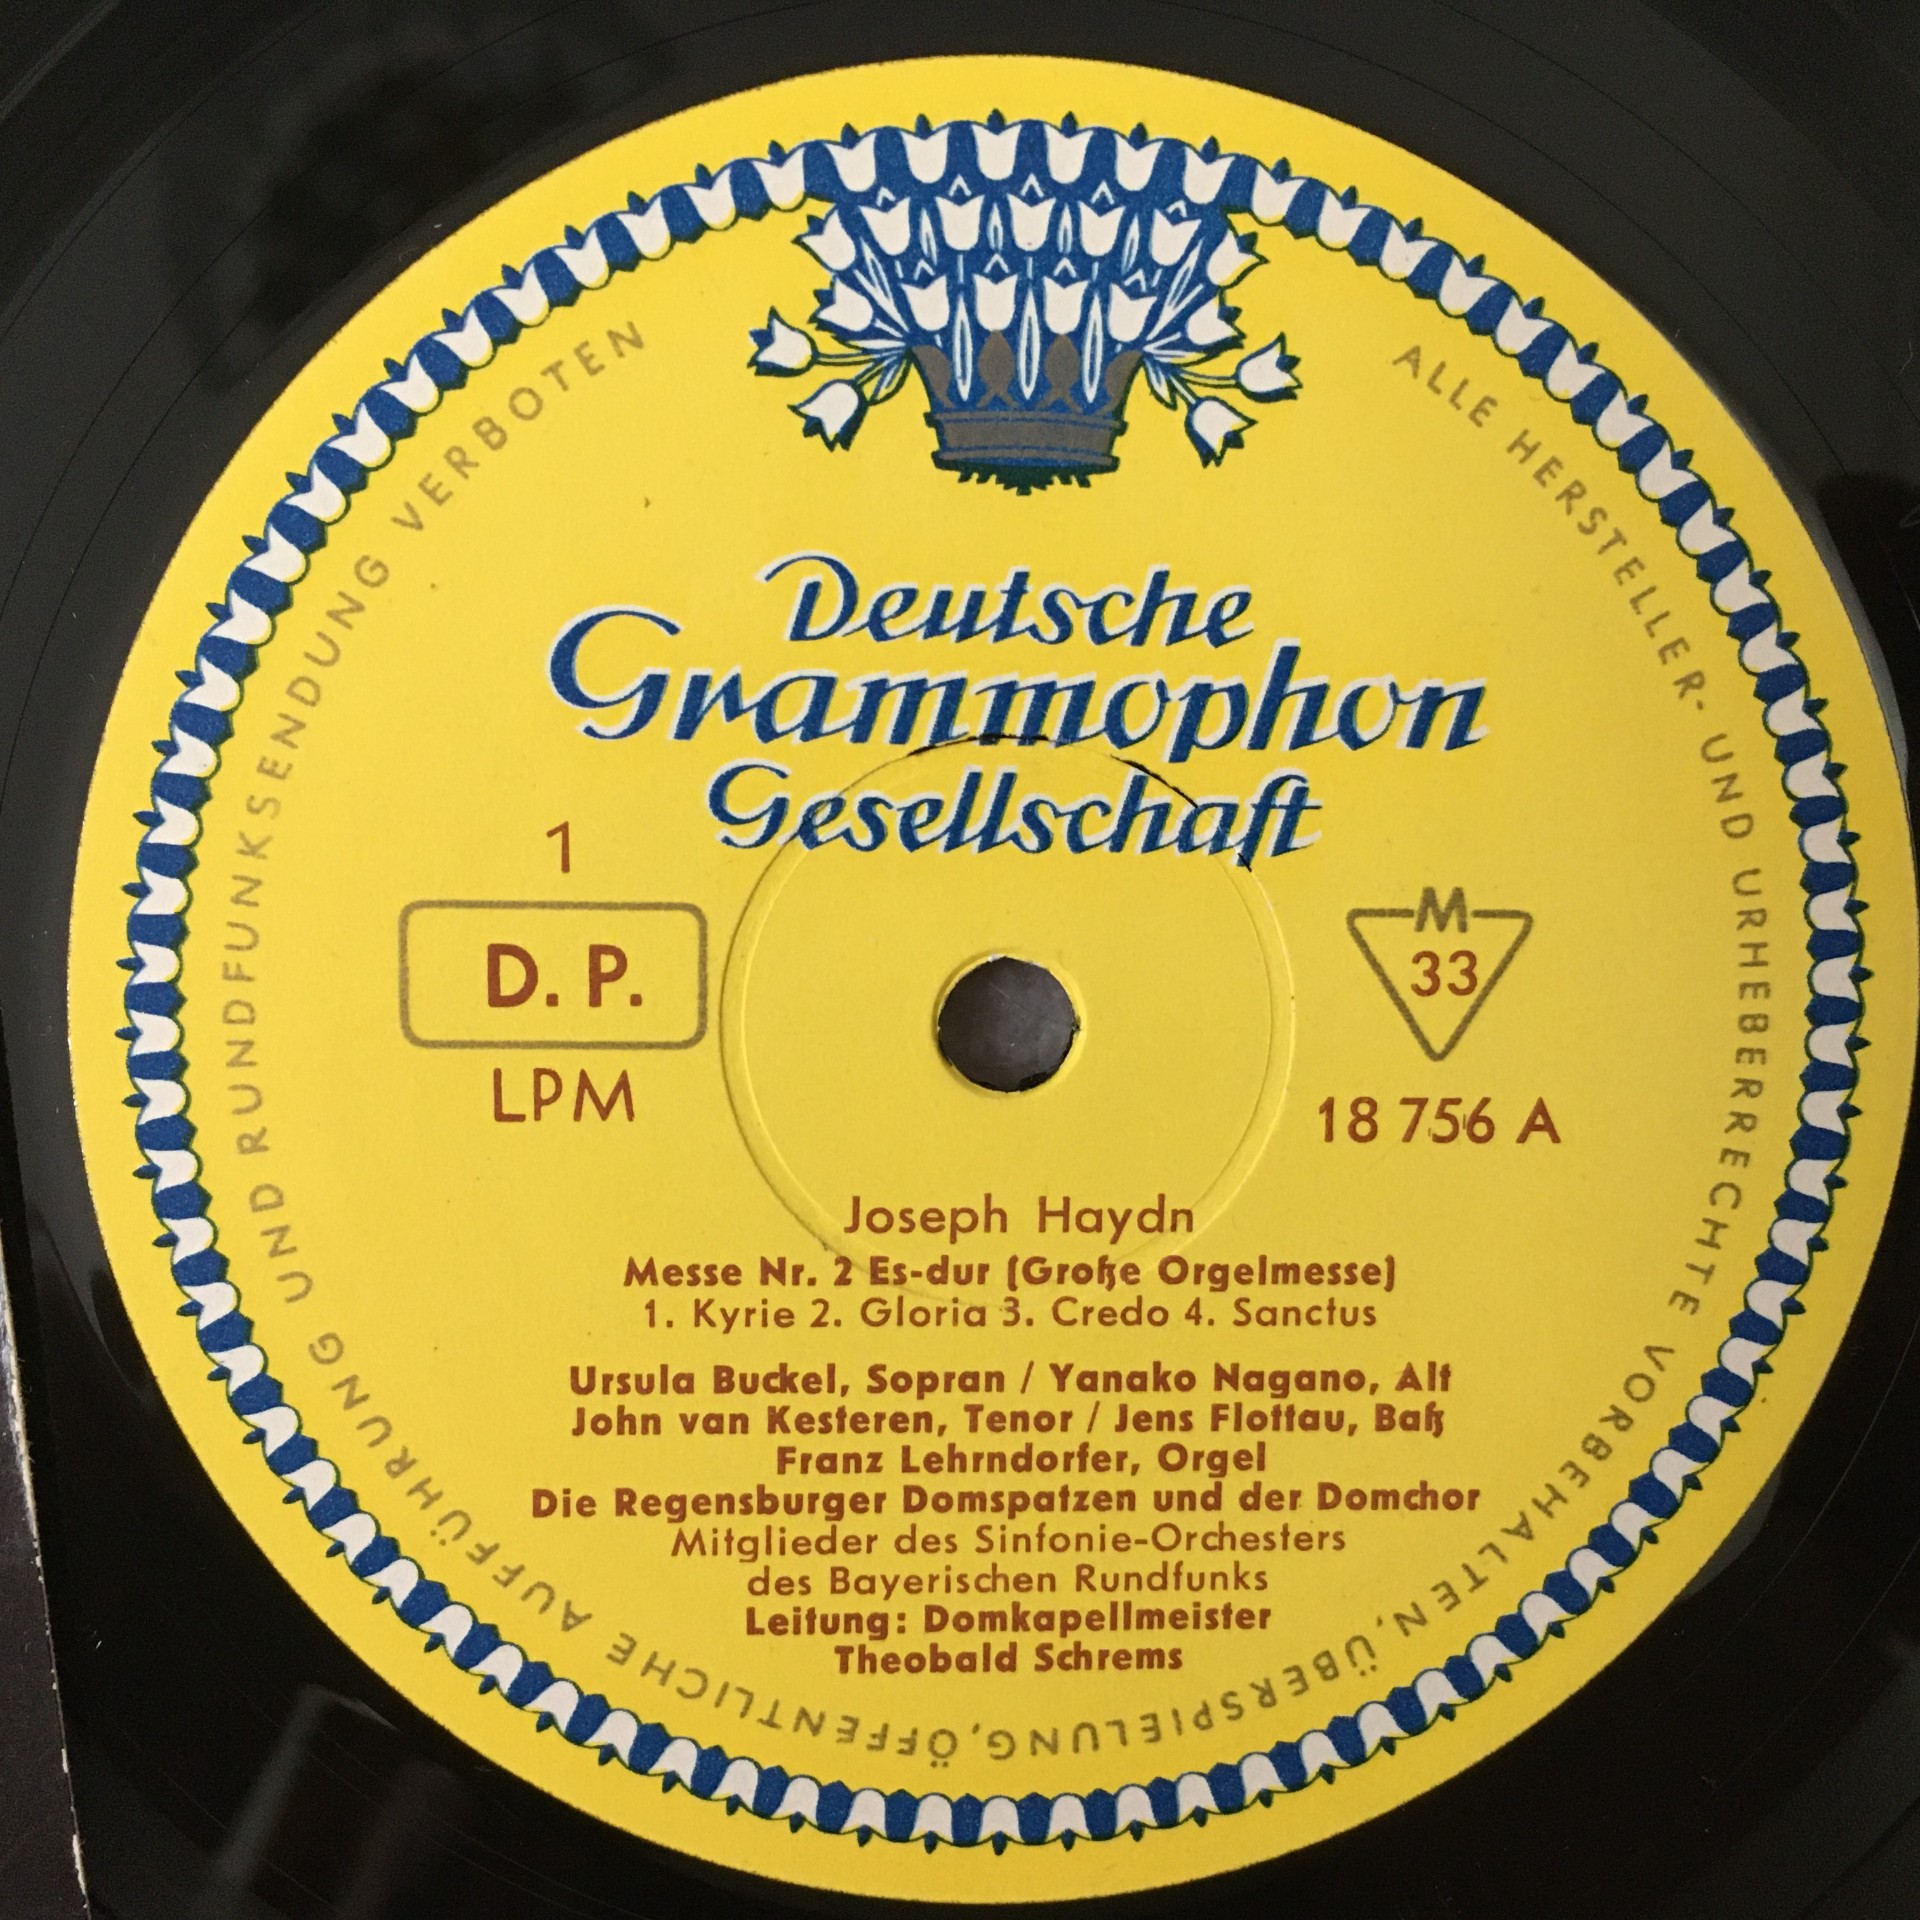 Deutsche
Grammophon
Gesellschaft
1
D. P.
LPM
M
33
18 756 A
Joseph Haydn
Messe Nr. 2 Es-dur (Große Orgelmesse)
1. Kyrie 2. Gloria 3. Credo 4. Sanctus
Ursula Buckel, Sopran / Yanako Nagano, Alt
John van Kesteren, Tenor / Jens Flottau, Baß
Franz Lehrndorfer, Orgel
Die Regensburger Domspatzen und der Domchor
Mitglieder des Sinfonie-Orchesters
des Bayerischen Rundfunks
Leitung: Domkapellmeister
Theobald Schrems
ALLE HERSTELLER- UND URHEBERRECHTE VORBEHALTEN, ÜBERSPIELUNG, ÖFFENTLICHE AUFFÜHRUNG UND RUNDFUNKSENDUNG VERBOTEN